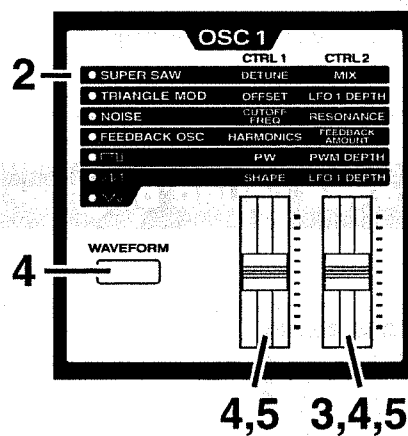 OSC 1
CTRL 1 CTRL 2
2 SUPER SAW DETUNE MIX
TRIANGLE MOD OFFSET LFO 1 DEPTH
NOISE CUTOFF FREQ RESONANCE
FEEDBACK OSC HARMONICS FEEDBACK AMOUNT
PW PWM DEPTH
SHAPE LFO 1 DEPTH
WAVEFORM
4
4,5 3,4,5